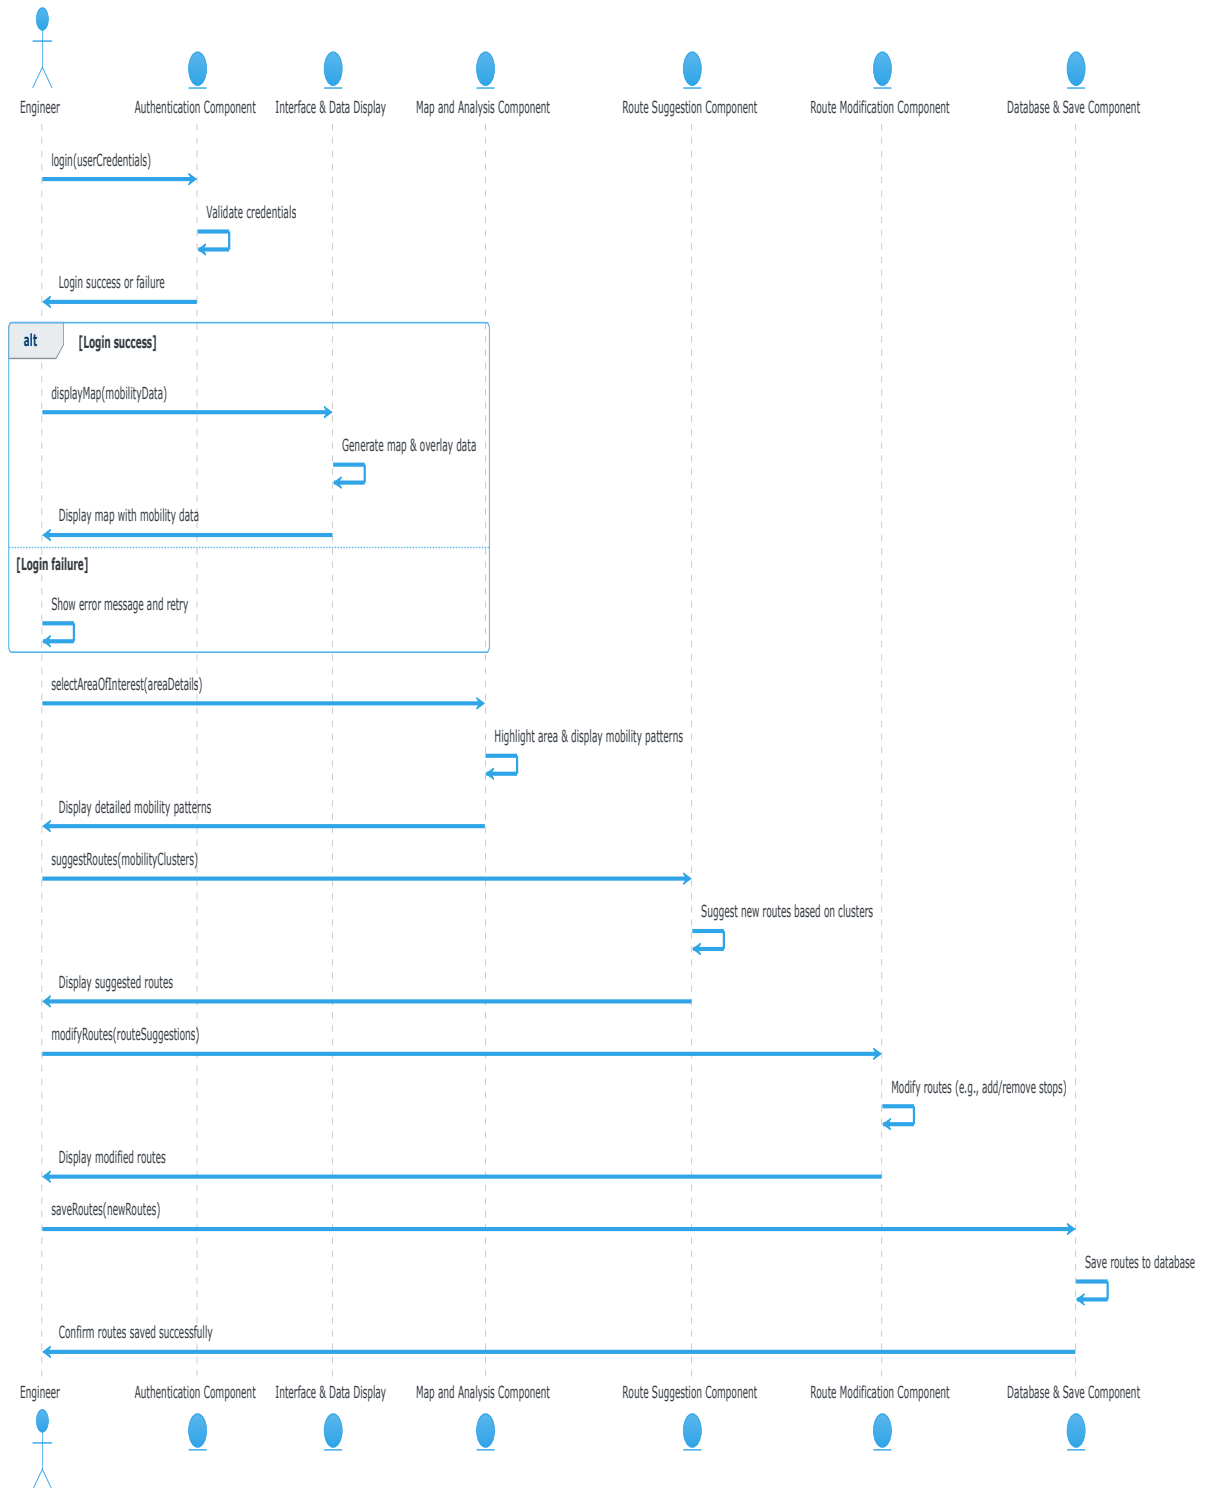 Engineer
Authentication Component
Interface & Data Display
Map and Analysis Component
Route Suggestion Component
Route Modification Component
Database & Save Component
login(userCredentials)
Validate credentials
Login success or failure
alt
[Login success]
displayMap(mobilityData)
Generate map & overlay data
Display map with mobility data
[Login failure]
Show error message and retry
selectAreaOfInterest(areaDetails)
Highlight area & display mobility patterns
Display detailed mobility patterns
suggestRoutes(mobilityClusters)
Suggest new routes based on clusters
Display suggested routes
modifyRoutes(routeSuggestions)
Modify routes (e.g., add/remove stops)
Display modified routes
saveRoutes(newRoutes)
Save routes to database
Confirm routes saved successfully
Engineer
Authentication Component
Interface & Data Display
Map and Analysis Component
Route Suggestion Component
Route Modification Component
Database & Save Component